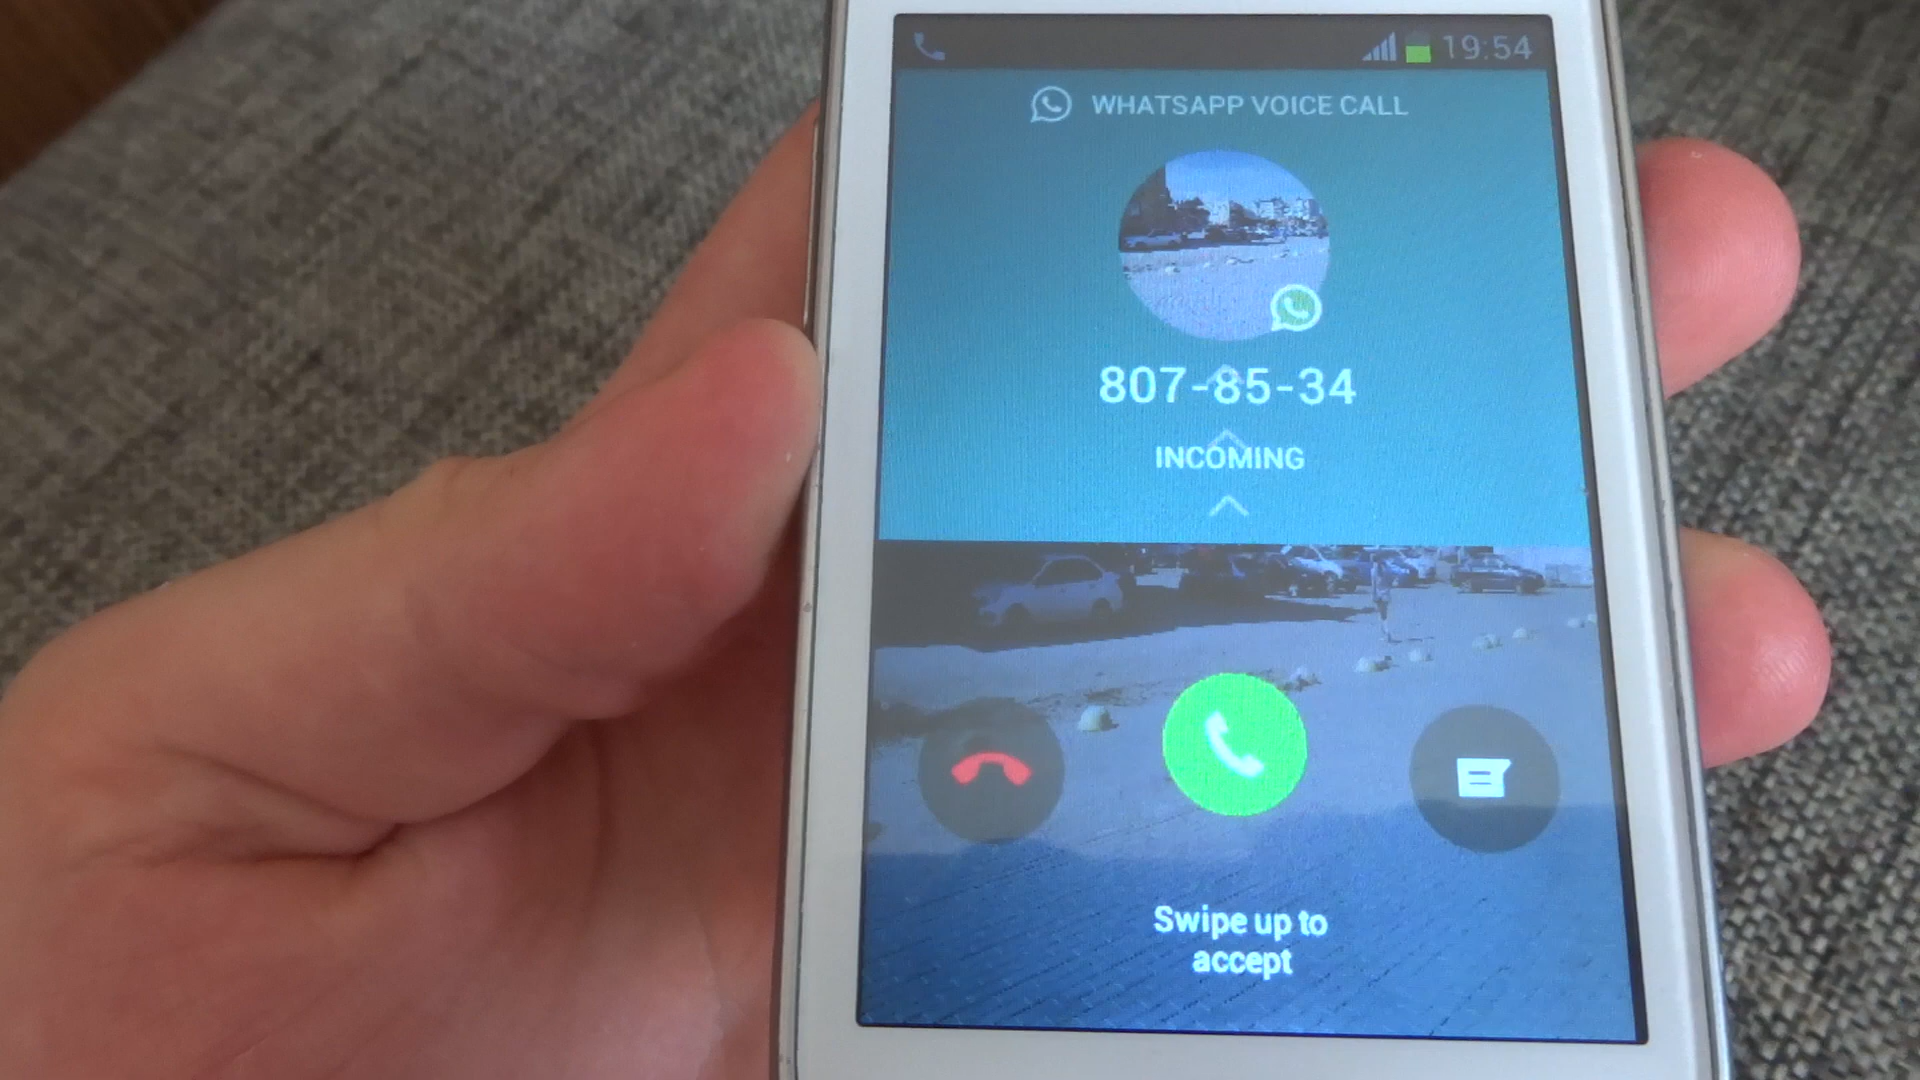 19:54
WHATSAPP VOICE CALL
807-85-34
INCOMING
Swipe up to
accept